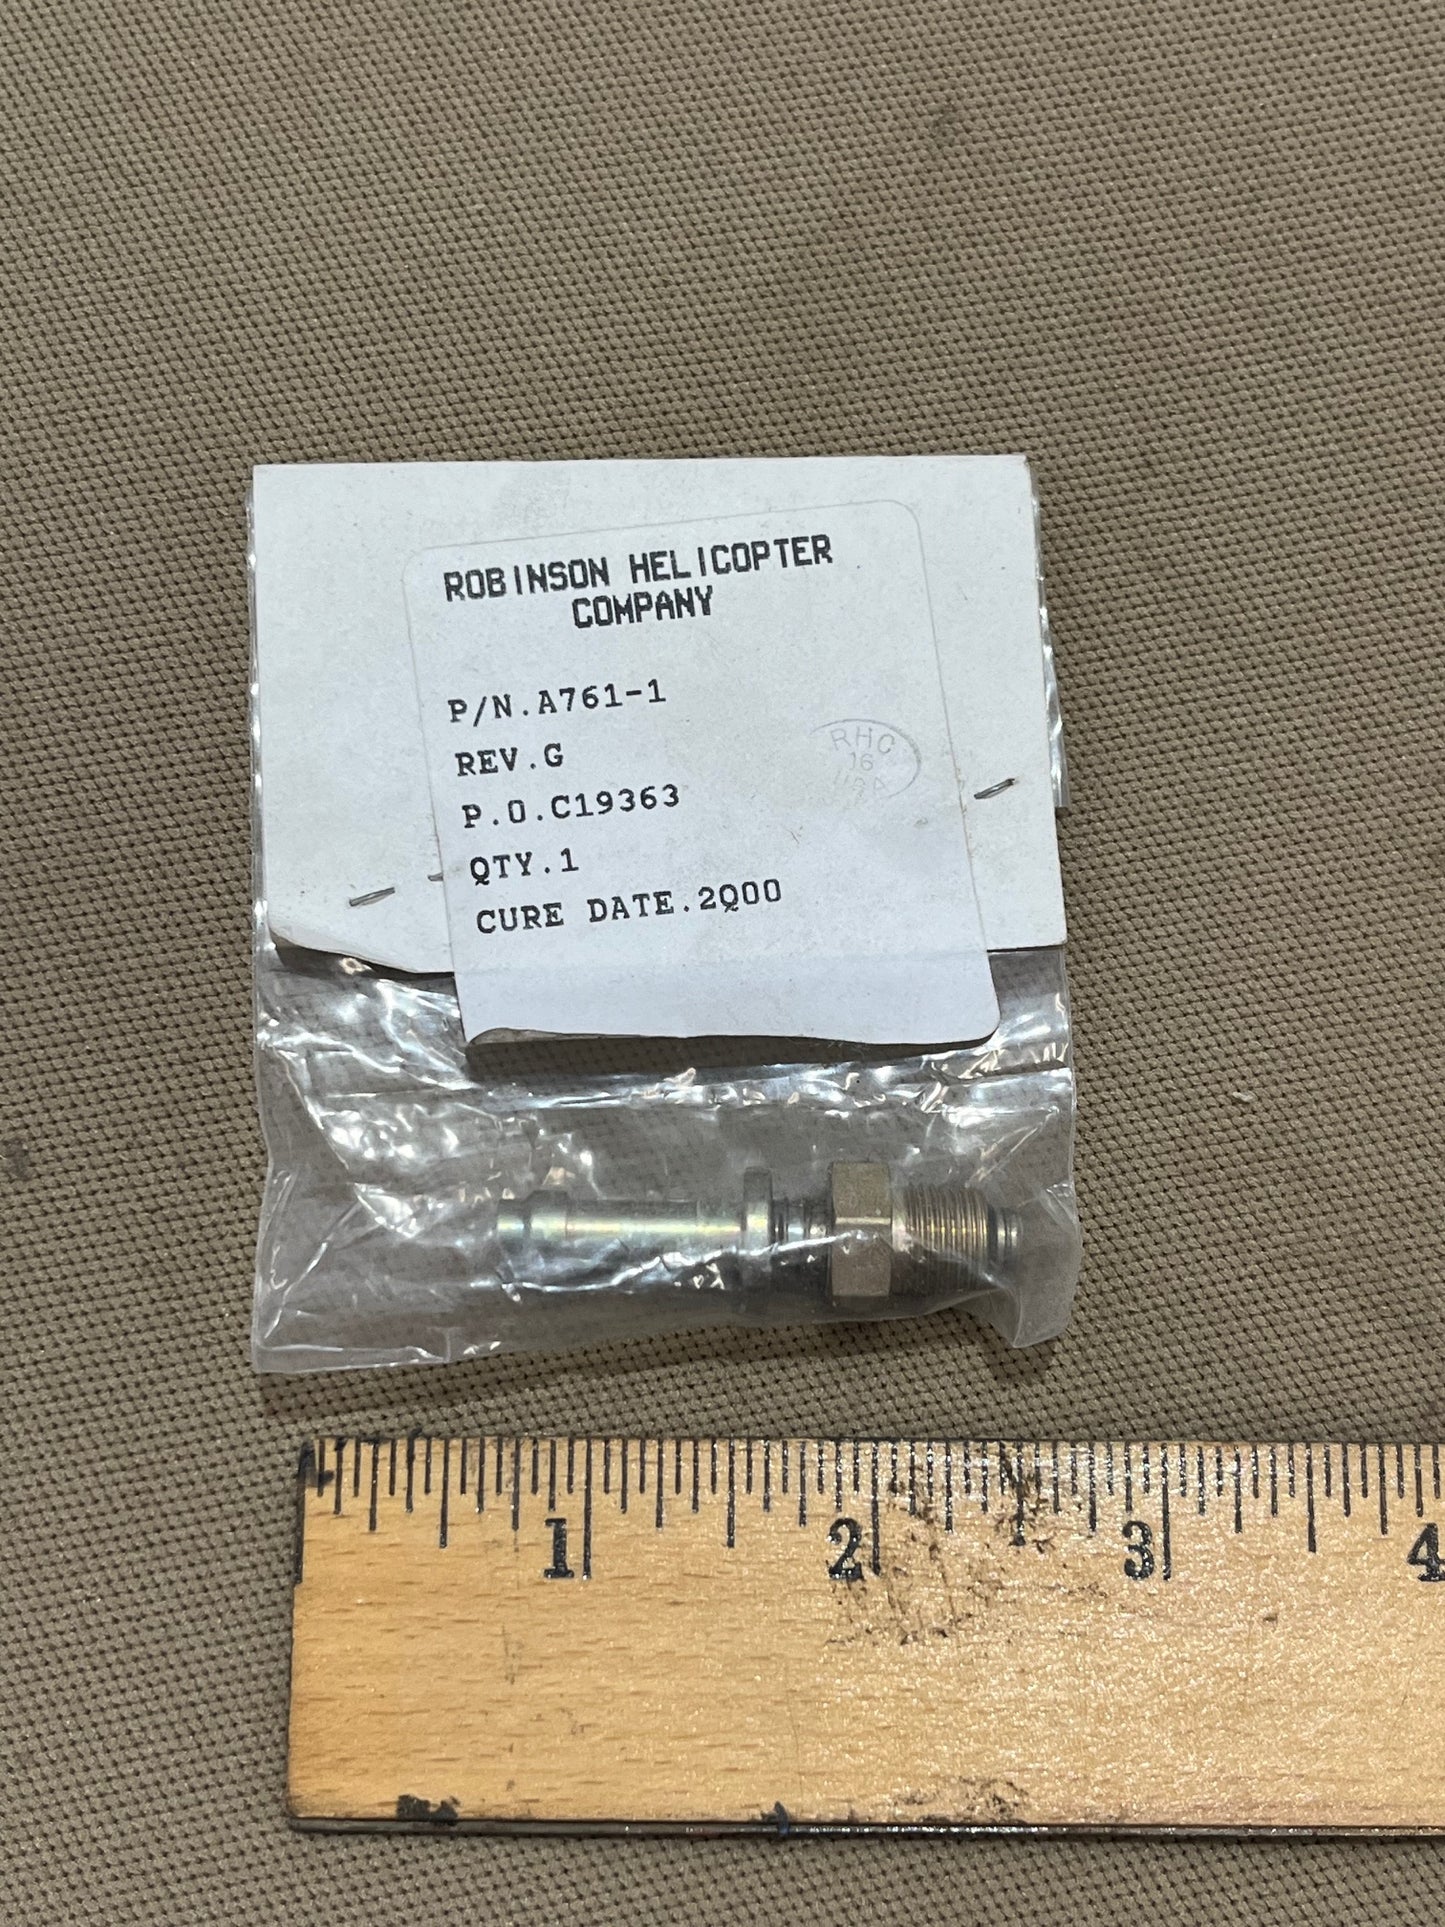 ROBINSON HELICOPTER
COMPANY
P/N.A761-1
REV.G
P.O.C19363
QTY.1
CURE DATE.2Q00
RHC
16
USA
1 2 3 4